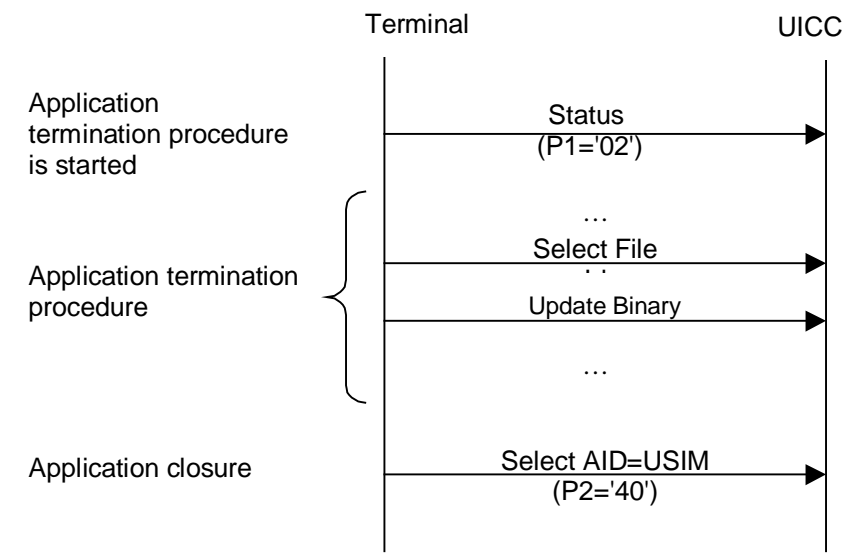 Terminal
UICC
Application
termination procedure
is started
Status
(P1='02')
…
Select File
. .
Application termination
procedure
Update Binary
…
Application closure
Select AID=USIM
(P2='40')